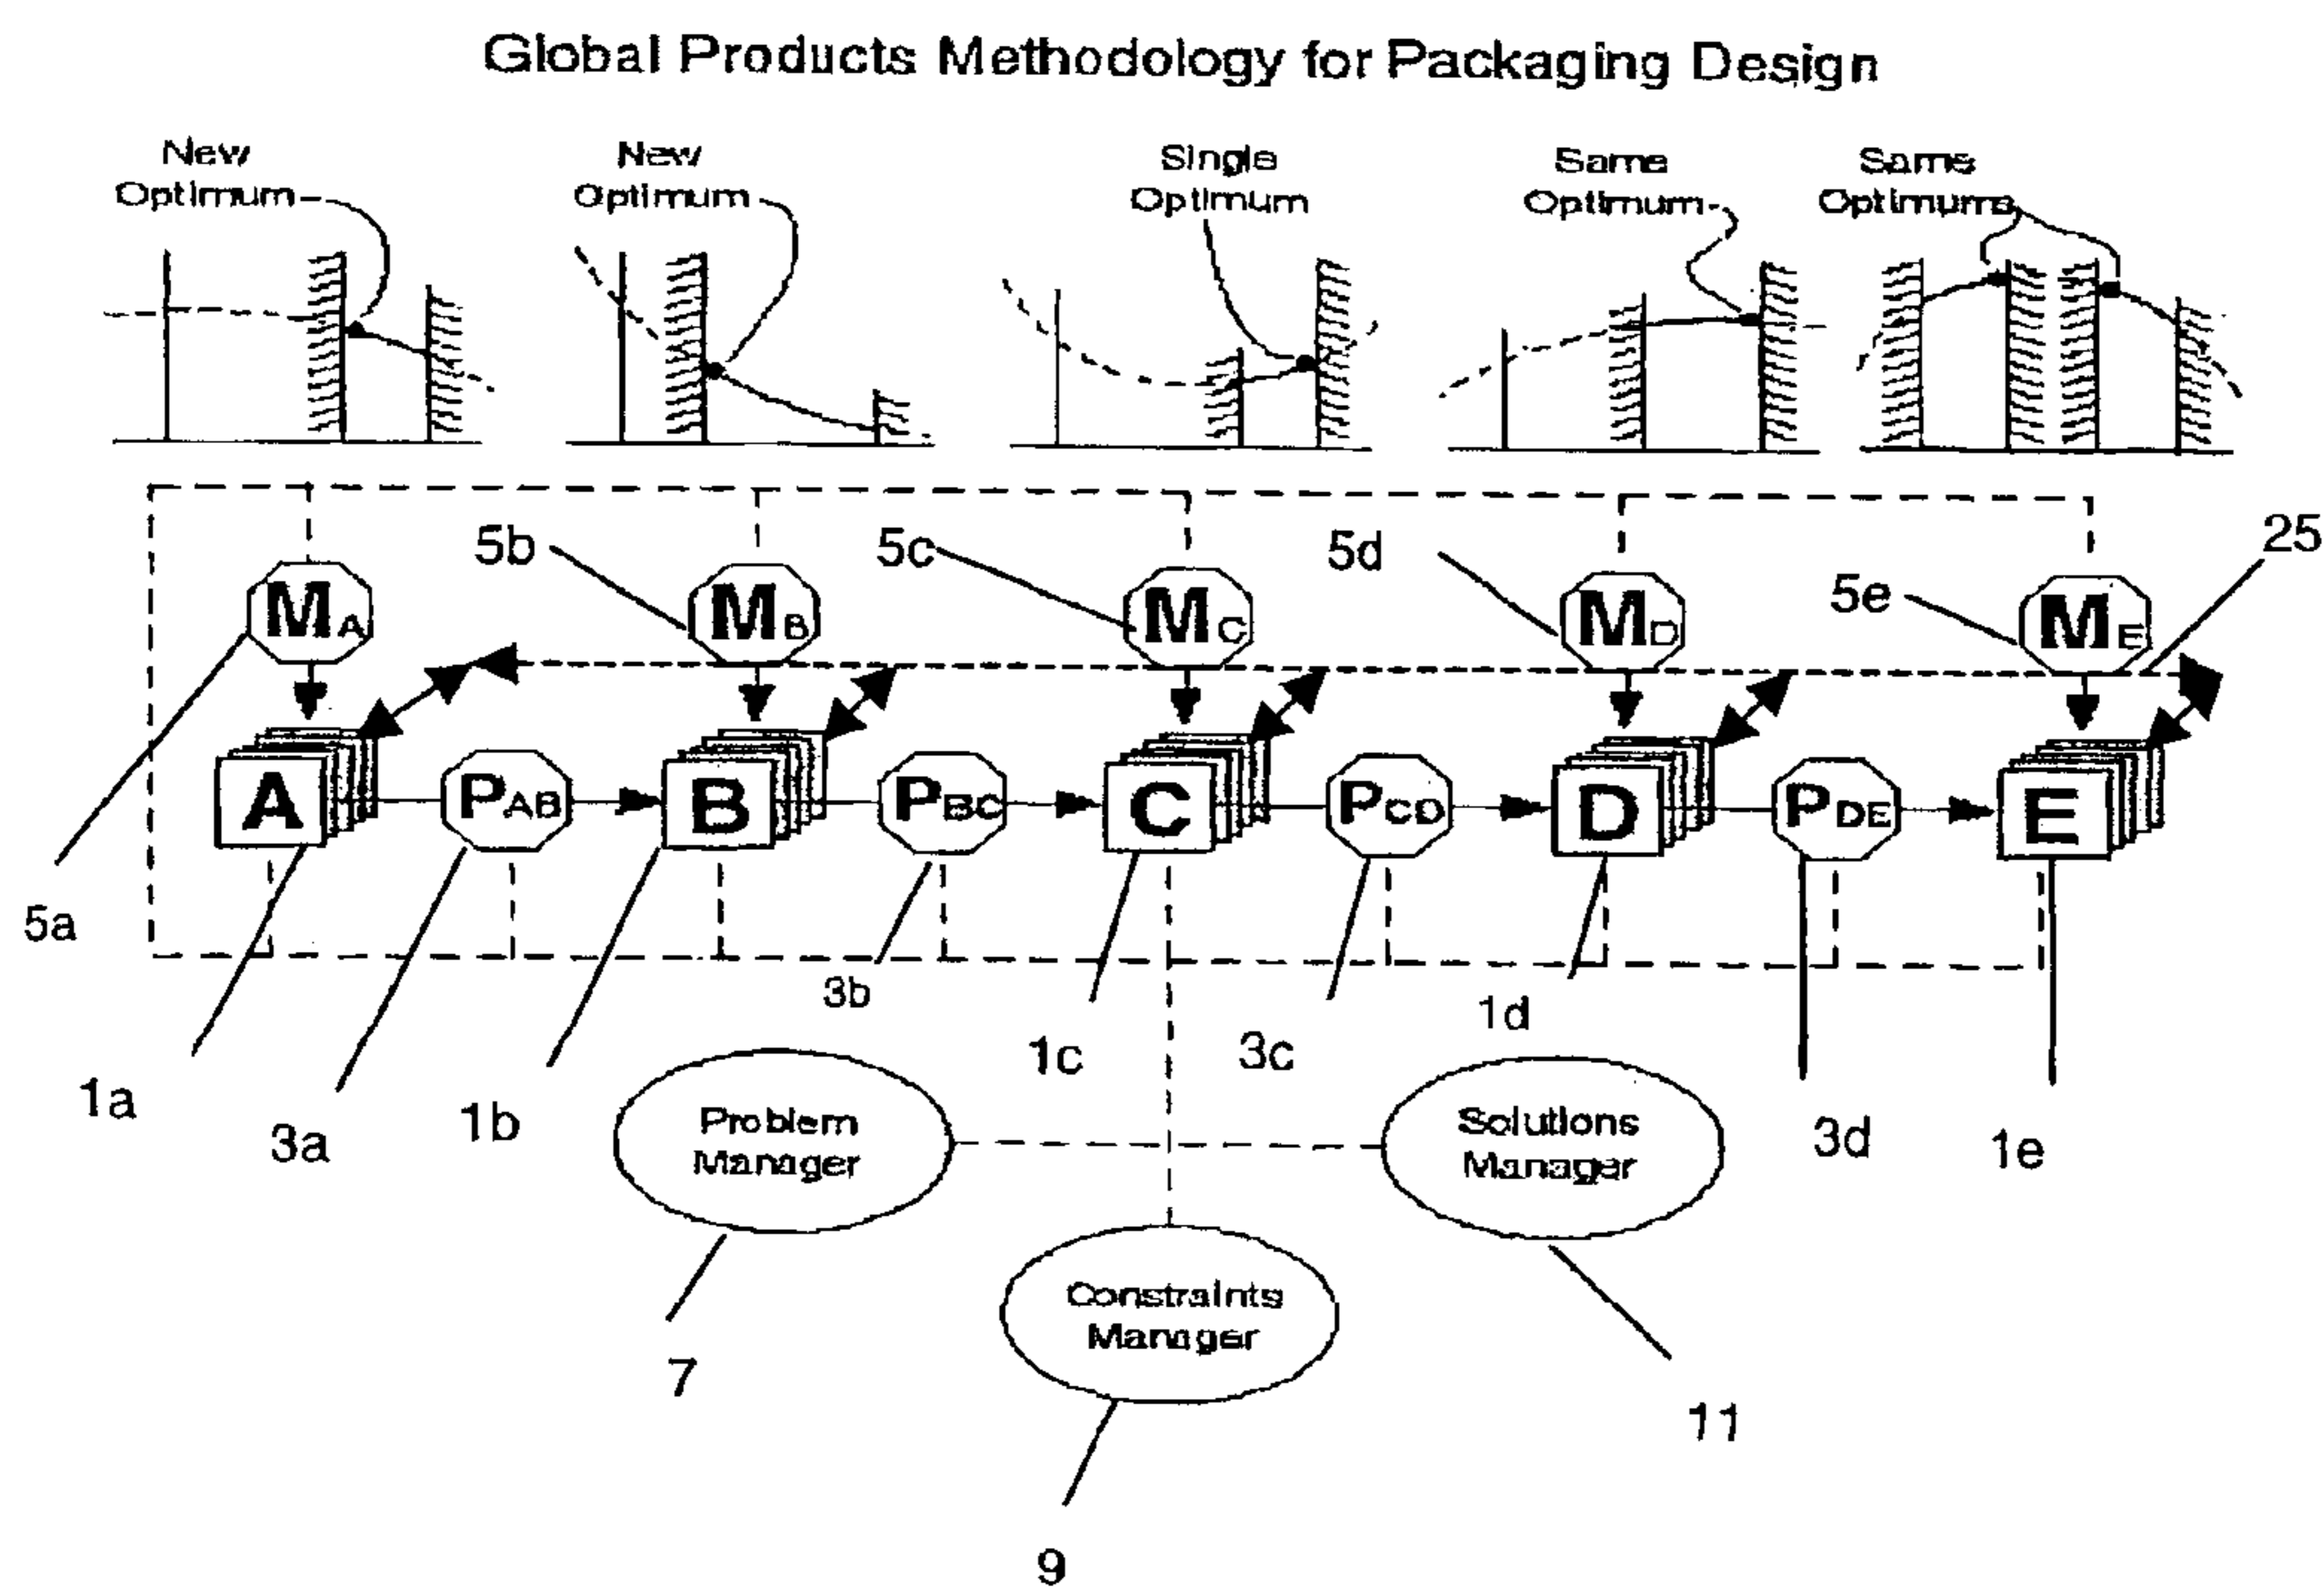 Global Products Methodology for Packaging Design
New
Optimum
New
Optimum
Single
Optimum
Same
Optimum
Same
Optimums
5b
5c
5d
25
5e
MA
MB
MC
MD
ME
A
PAB
B
PBC
C
PCD
D
PDE
E
5a
3b
1d
1c
3c
1a
3a
1b
3d
1e
Problem
Manager
Solutions
Manager
Constraints
Manager
7
11
9